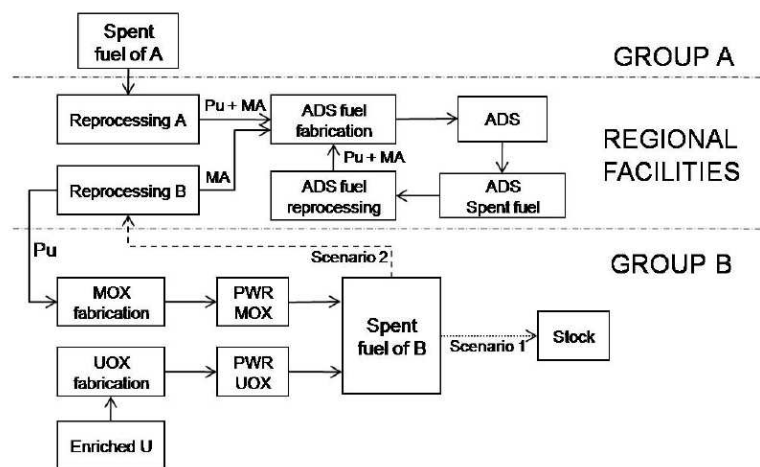 Spent
fuel of A
GROUP A
Reprocessing A
Pu + MA
ADS fuel
fabrication
ADS
REGIONAL
FACILITIES
Reprocessing B
MA
Pu + MA
ADS fuel
reprocessing
ADS
Spent fuel
Pu
Scenario 2
GROUP B
MOX
fabrication
PWR
MOX
Spent
fuel of B
Scenario 1
Stock
UOX
fabrication
PWR
UOX
Enriched U